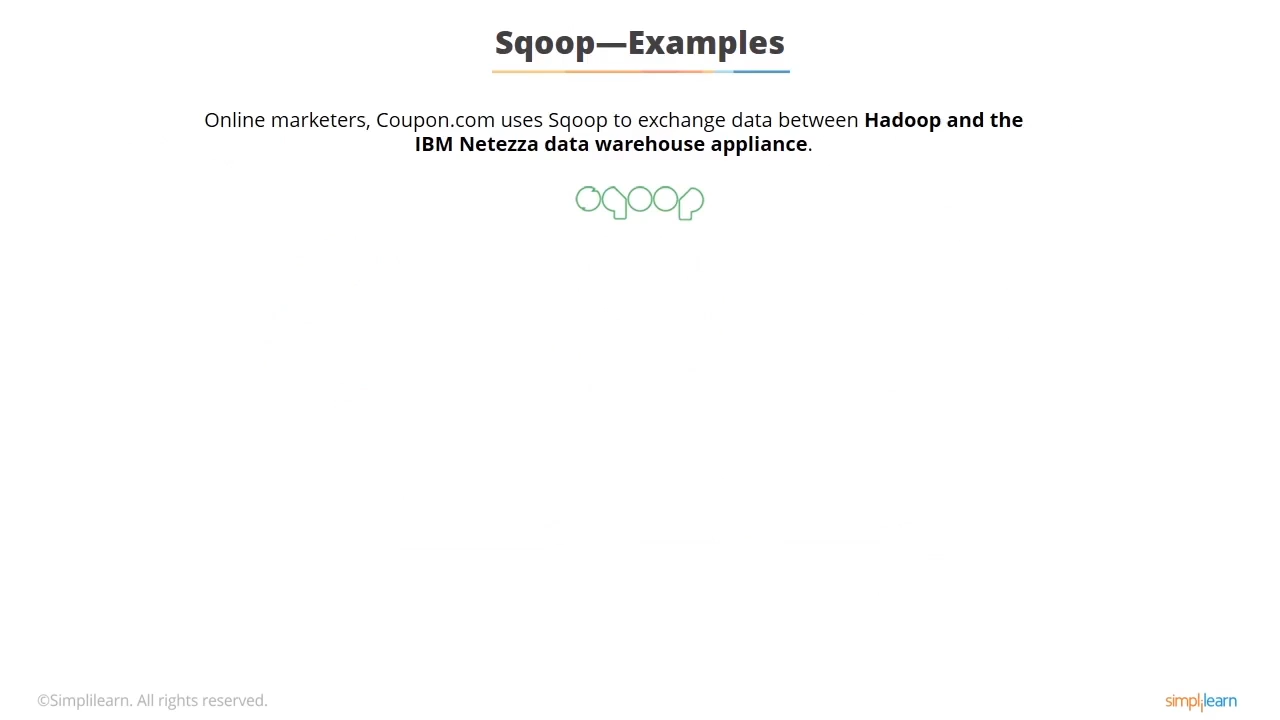 Sqoop—Examples
Online marketers, Coupon.com uses Sqoop to exchange data between Hadoop and the
IBM Netezza data warehouse appliance.
sqoop
©Simplilearn. All rights reserved.
simplilearn